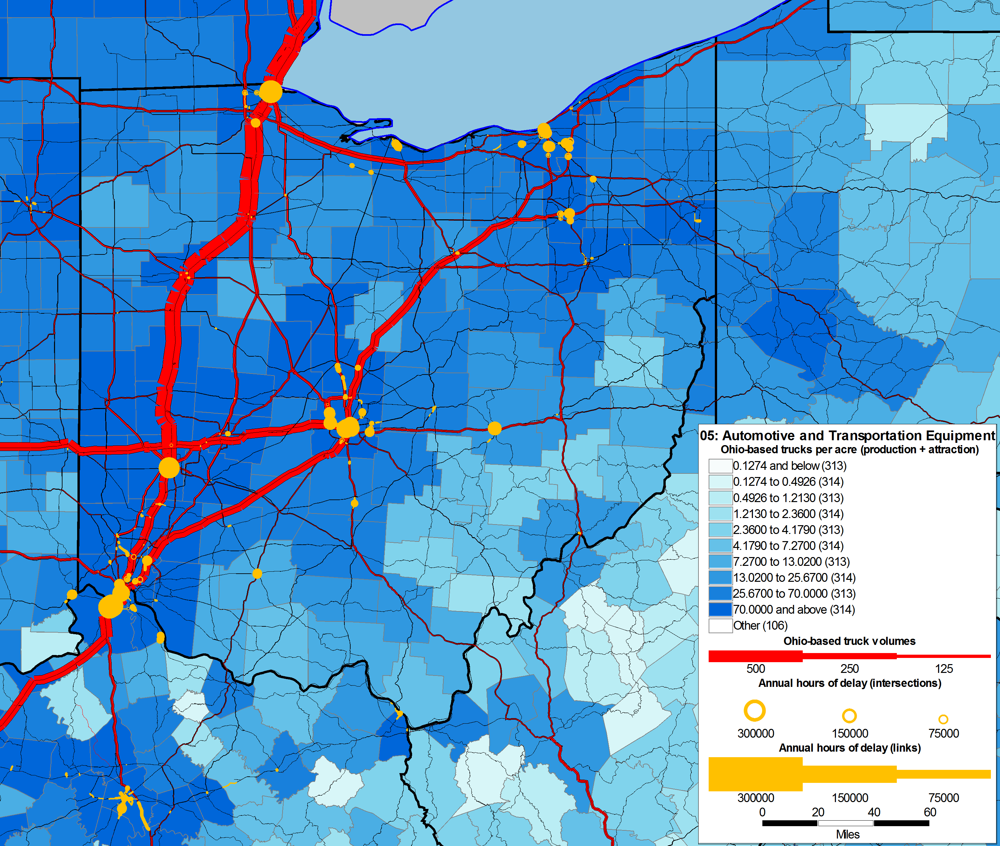 05: Automotive and Transportation Equipment
Ohio-based trucks per acre (production + attraction)
0.1274 and below (313)
0.1274 to 0.4926 (314)
0.4926 to 1.2130 (313)
1.2130 to 2.3600 (314)
2.3600 to 4.1790 (313)
4.1790 to 7.2700 (314)
7.2700 to 13.0200 (313)
13.0200 to 25.6700 (314)
25.6700 to 70.0000 (313)
70.0000 and above (314)
Other (106)
Ohio-based truck volumes
500 250 125
Annual hours of delay (intersections)
300000 150000 75000
Annual hours of delay (links)
300000 150000 75000
0 20 40 60
Miles